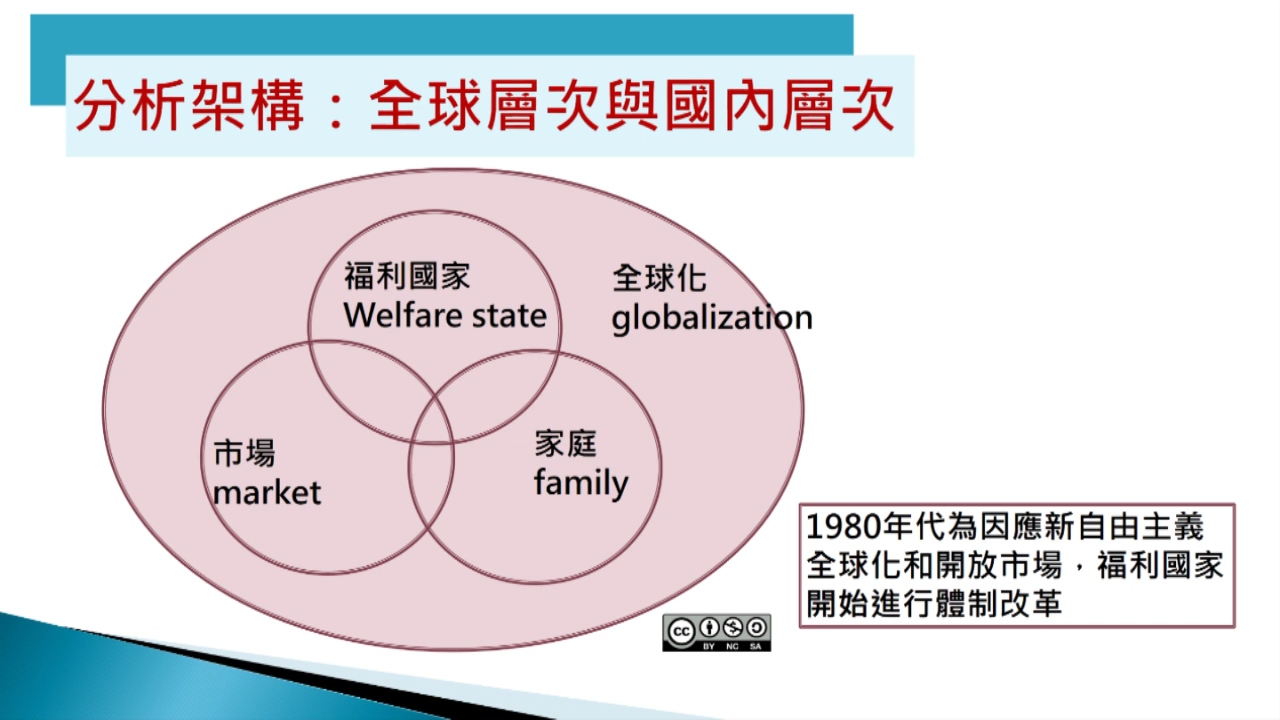 分析架構：全球層次與國內層次
福利國家
Welfare state
全球化
globalization
市場
market
家庭
family
1980年代為因應新自由主義
全球化和開放市場，福利國家
開始進行體制改革
cc
BY NC SA